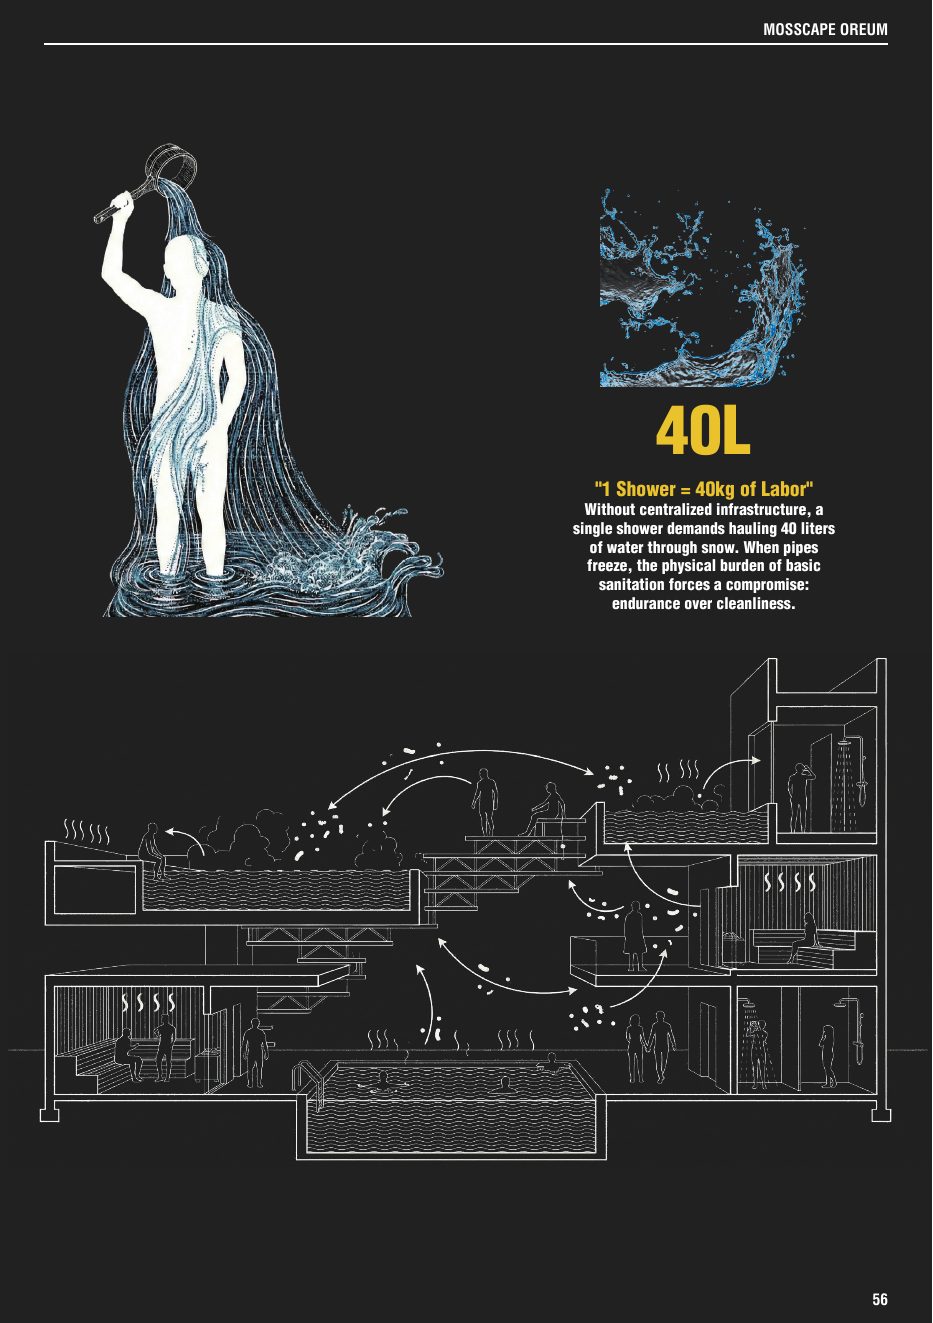 MOSSCAPE OREUM
40L
"1 Shower = 40kg of Labor"
Without centralized infrastructure, a
single shower demands hauling 40 liters
of water through snow. When pipes
freeze, the physical burden of basic
sanitation forces a compromise:
endurance over cleanliness.
56